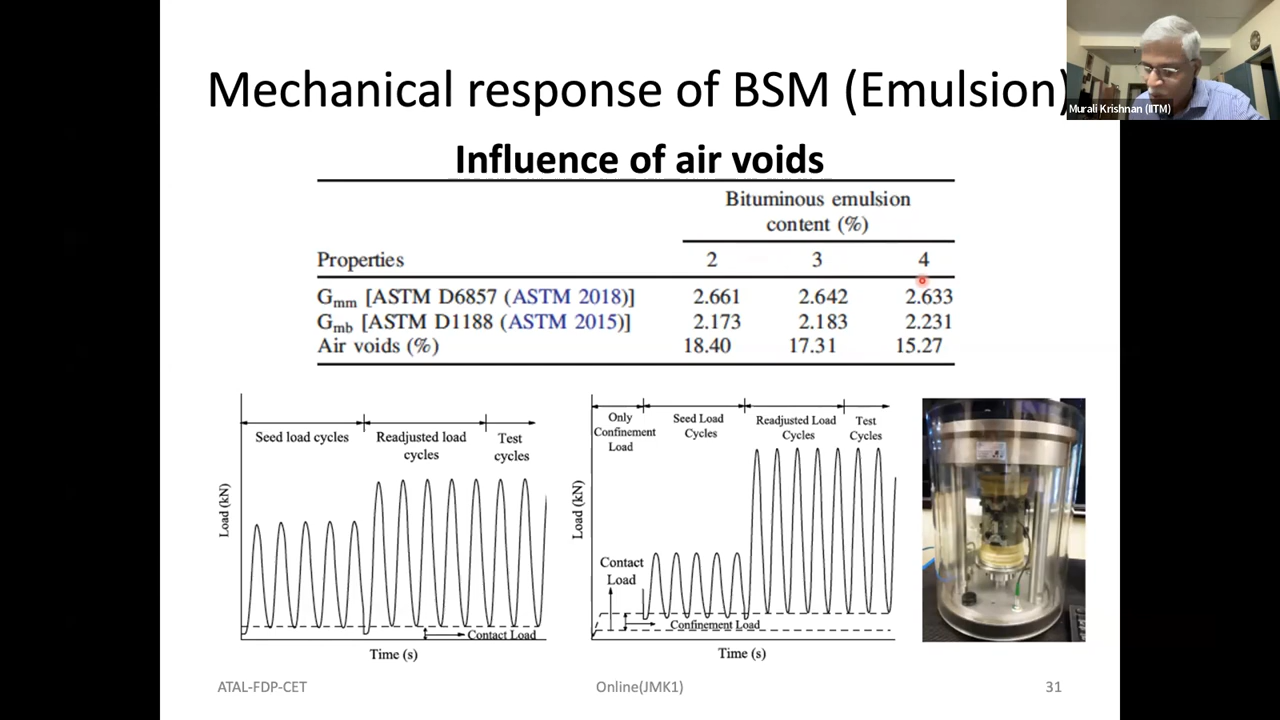 Mechanical response of BSM (Emulsion)
Murali Krishnan (IITM)
Influence of air voids
Bituminous emulsion
content (%)
Properties 2 3 4
Gmm [ASTM D6857 (ASTM 2018)] 2.661 2.642 2.633
Gmb [ASTM D1188 (ASTM 2015)] 2.173 2.183 2.231
Air voids (%) 18.40 17.31 15.27
Seed load cycles
Readjusted load
cycles
Test
cycles
Load (kN)
Contact Load
Time (s)
Only
Confinement
Load
Seed Load
Cycles
Readjusted Load
Cycles
Test
Cycles
Load (kN)
Contact
Load
Confinement Load
Time (s)
ATAL-FDP-CET
Online(JMK1)
31